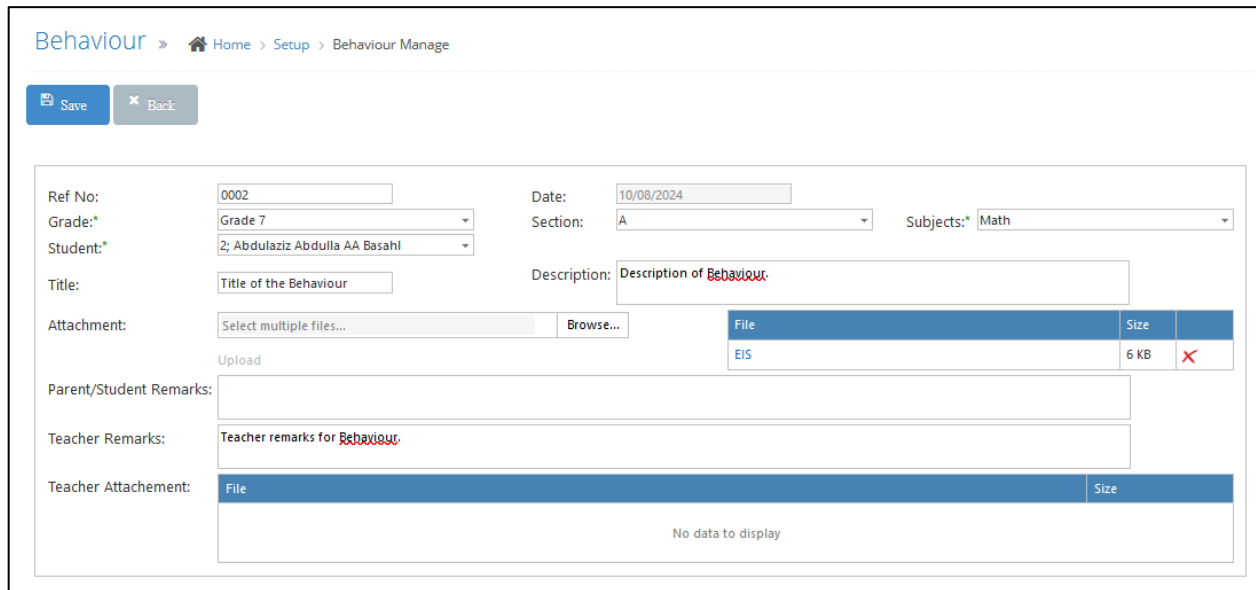 Behaviour » Home > Setup > Behaviour Manage
Save Back
Ref No: 0002 Date: 10/08/2024
Grade:* Grade 7 Section: A Subjects:* Math
Student:* 2; Abdulaziz Abdulla AA Basahl
Title: Title of the Behaviour Description: Description of Behaviour.
Attachment: Select multiple files... Browse... File Size
Upload EIS 6 KB
Parent/Student Remarks:
Teacher Remarks: Teacher remarks for Behaviour.
Teacher Attachement: File Size
No data to display